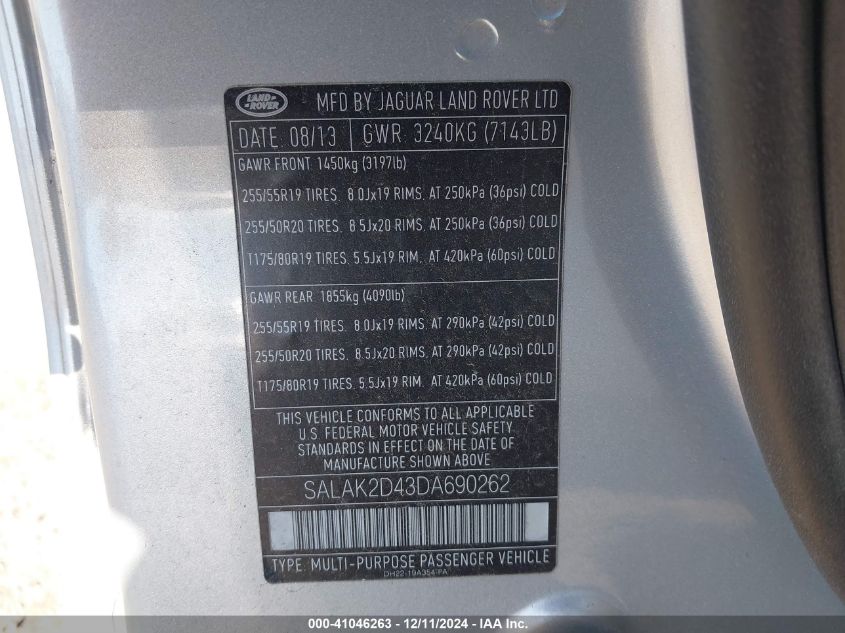 LAND-
-ROVER
MFD BY JAGUAR LAND ROVER LTD
DATE: 08/13 GWR: 3240KG (7143LB)
GAWR FRONT: 1450kg (3197lb)
255/55R19 TIRES. 8.0Jx19 RIMS. AT 250kPa (36psi) COLD
255/50R20 TIRES. 8.5Jx20 RIMS. AT 250kPa (36psi) COLD
T175/80R19 TIRES. 5.5Jx19 RIM. AT 420kPa (60psi) COLD
GAWR REAR: 1855kg (4090lb)
255/55R19 TIRES. 8.0Jx19 RIMS. AT 290kPa (42psi) COLD
255/50R20 TIRES. 8.5Jx20 RIMS. AT 290kPa (42psi) COLD
T175/80R19 TIRES. 5.5Jx19 RIM. AT 420kPa (60psi) COLD
THIS VEHICLE CONFORMS TO ALL APPLICABLE
U.S. FEDERAL MOTOR VEHICLE SAFETY
STANDARDS IN EFFECT ON THE DATE OF
MANUFACTURE SHOWN ABOVE
SALAK2D43DA690262
TYPE: MULTI-PURPOSE PASSENGER VEHICLE
DH22-19A354-PA
000-41046263 - 12/11/2024 - IAA Inc.